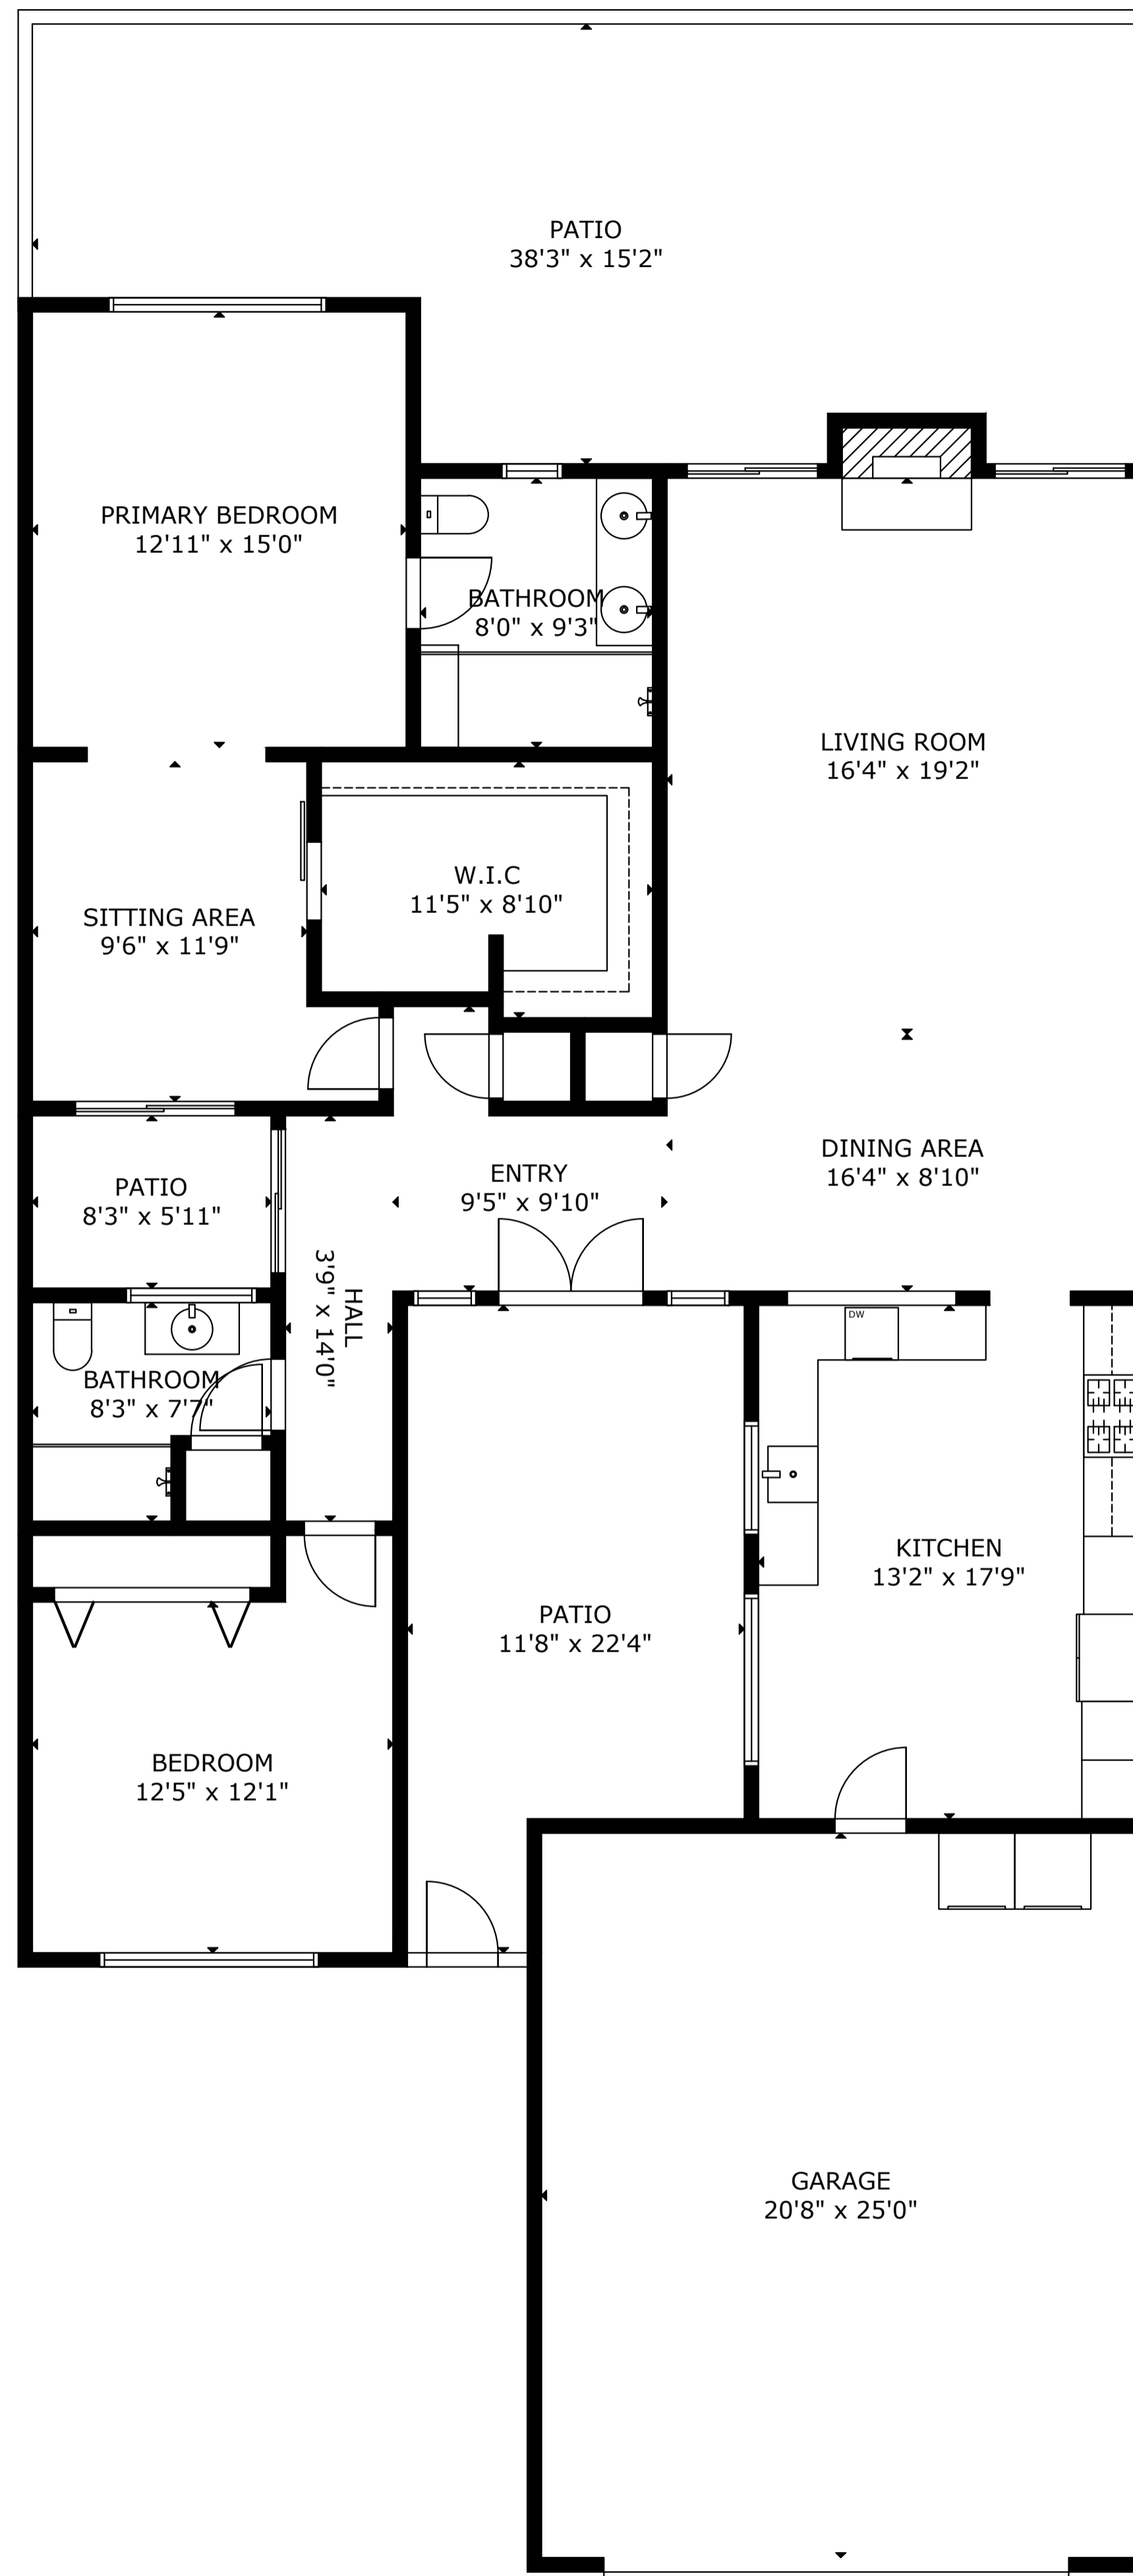 PATIO
38'3" x 15'2"
PRIMARY BEDROOM
12'11" x 15'0"
BATHROOM
8'0" x 9'3"
LIVING ROOM
16'4" x 19'2"
W.I.C
11'5" x 8'10"
SITTING AREA
9'6" x 11'9"
DINING AREA
16'4" x 8'10"
ENTRY
9'5" x 9'10"
PATIO
8'3" x 5'11"
HALL
3'9" x 14'0"
DW
BATHROOM
8'3" x 7'7"
KITCHEN
13'2" x 17'9"
PATIO
11'8" x 22'4"
BEDROOM
12'5" x 12'1"
GARAGE
20'8" x 25'0"